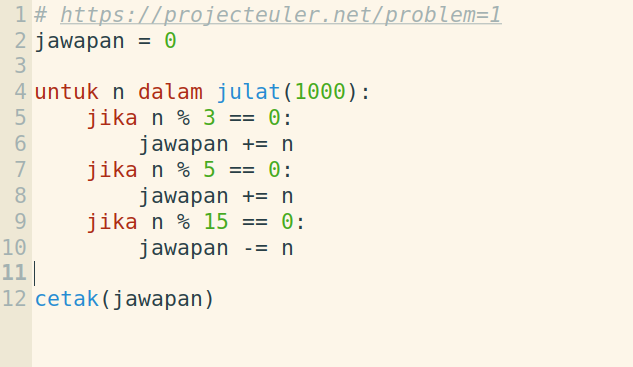 1 # https://projecteuler.net/problem=1
2 jawapan = 0
3
4 untuk n dalam julat(1000):
5     jika n % 3 == 0:
6         jawapan += n
7     jika n % 5 == 0:
8         jawapan += n
9     jika n % 15 == 0:
10         jawapan -= n
11
12 cetak(jawapan)